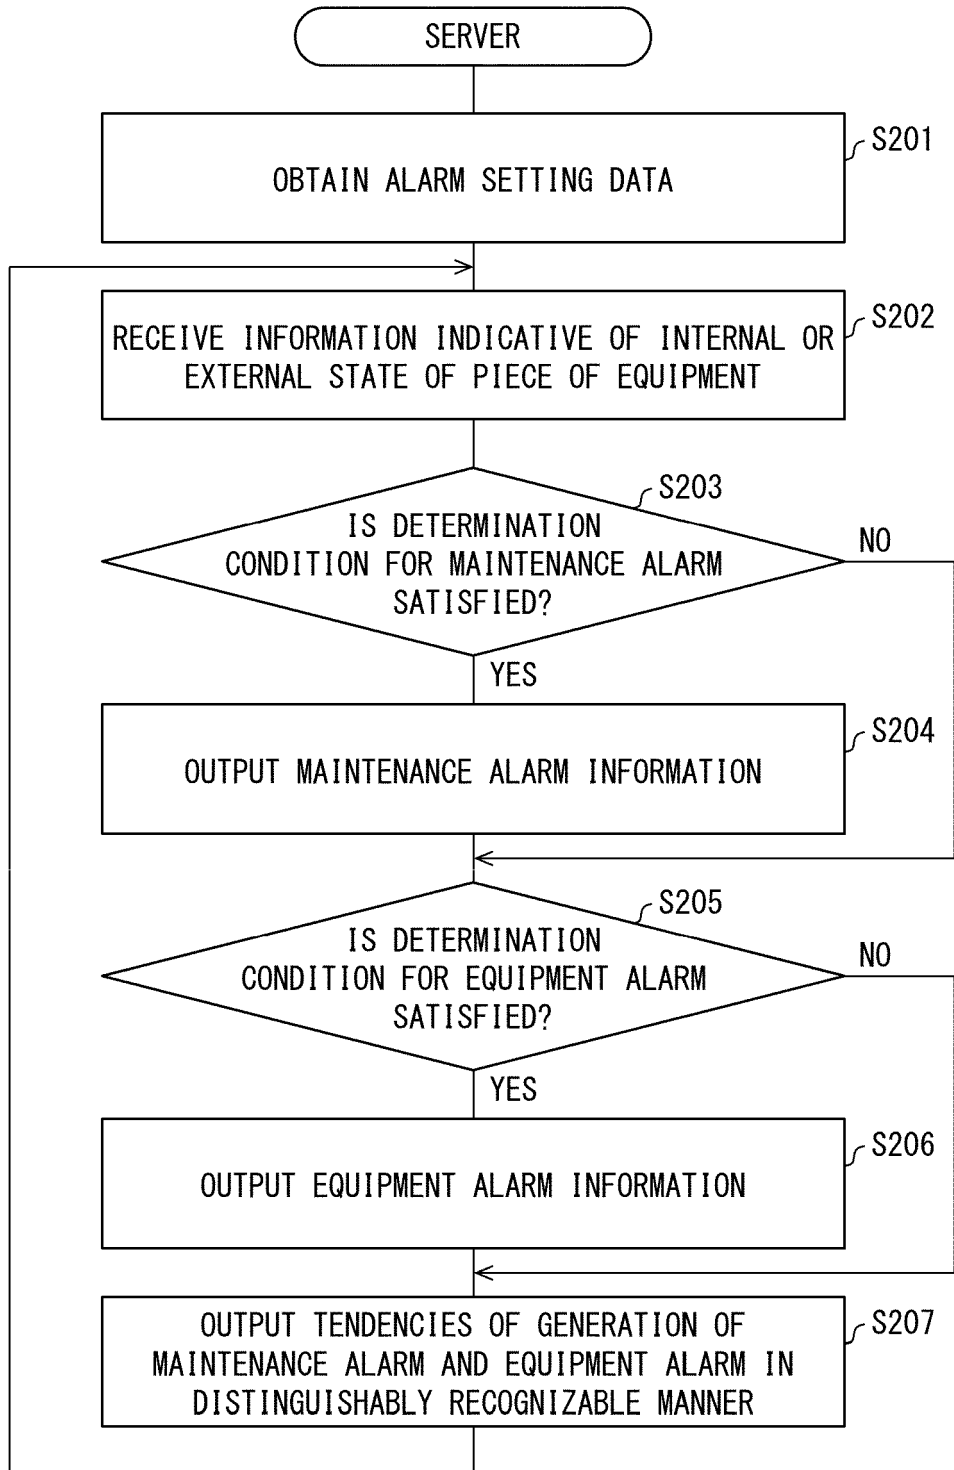 SERVER
S201
OBTAIN ALARM SETTING DATA
S202
RECEIVE INFORMATION INDICATIVE OF INTERNAL OR
EXTERNAL STATE OF PIECE OF EQUIPMENT
S203
IS DETERMINATION
CONDITION FOR MAINTENANCE ALARM
SATISFIED?
NO
YES
S204
OUTPUT MAINTENANCE ALARM INFORMATION
S205
IS DETERMINATION
CONDITION FOR EQUIPMENT ALARM
SATISFIED?
NO
YES
S206
OUTPUT EQUIPMENT ALARM INFORMATION
S207
OUTPUT TENDENCIES OF GENERATION OF
MAINTENANCE ALARM AND EQUIPMENT ALARM IN
DISTINGUISHABLY RECOGNIZABLE MANNER